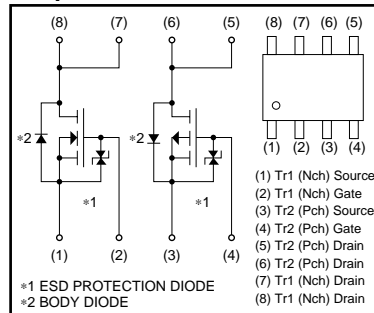 (8) (7) (6) (5)
(8) (7) (6) (5)
∗2 ∗2
∗1 ∗1
(1) (2) (3) (4)
(1) (2) (3) (4)
(1) Tr1 (Nch) Source
(2) Tr1 (Nch) Gate
(3) Tr2 (Pch) Source
(4) Tr2 (Pch) Gate
(5) Tr2 (Pch) Drain
(6) Tr2 (Pch) Drain
(7) Tr1 (Nch) Drain
(8) Tr1 (Nch) Drain
∗1 ESD PROTECTION DIODE
∗2 BODY DIODE